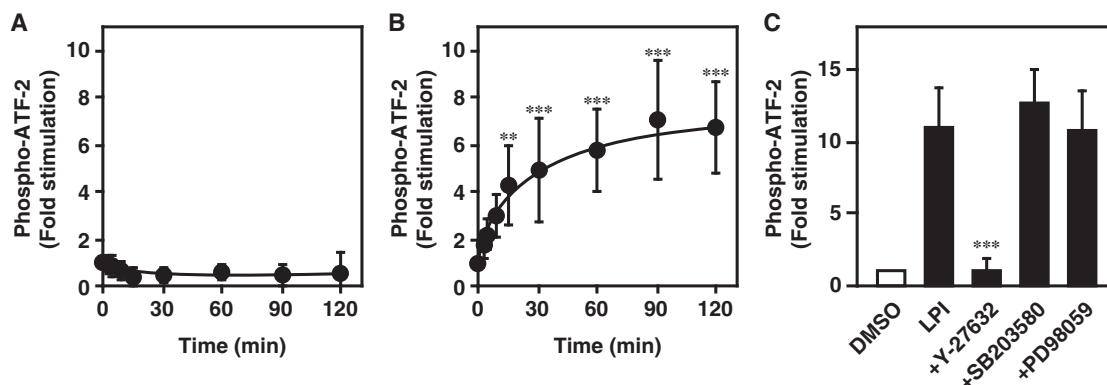 A
Phospho-ATF-2
(Fold stimulation)
10
8
6
4
2
0
0 30 60 90 120
Time (min)
B
Phospho-ATF-2
(Fold stimulation)
10
8
6
4
2
0
** *** *** *** ***
0 30 60 90 120
Time (min)
C
Phospho-ATF-2
(Fold stimulation)
15
10
5
0
***
DMSO
LPI
+Y-27632
+SB203580
+PD98059